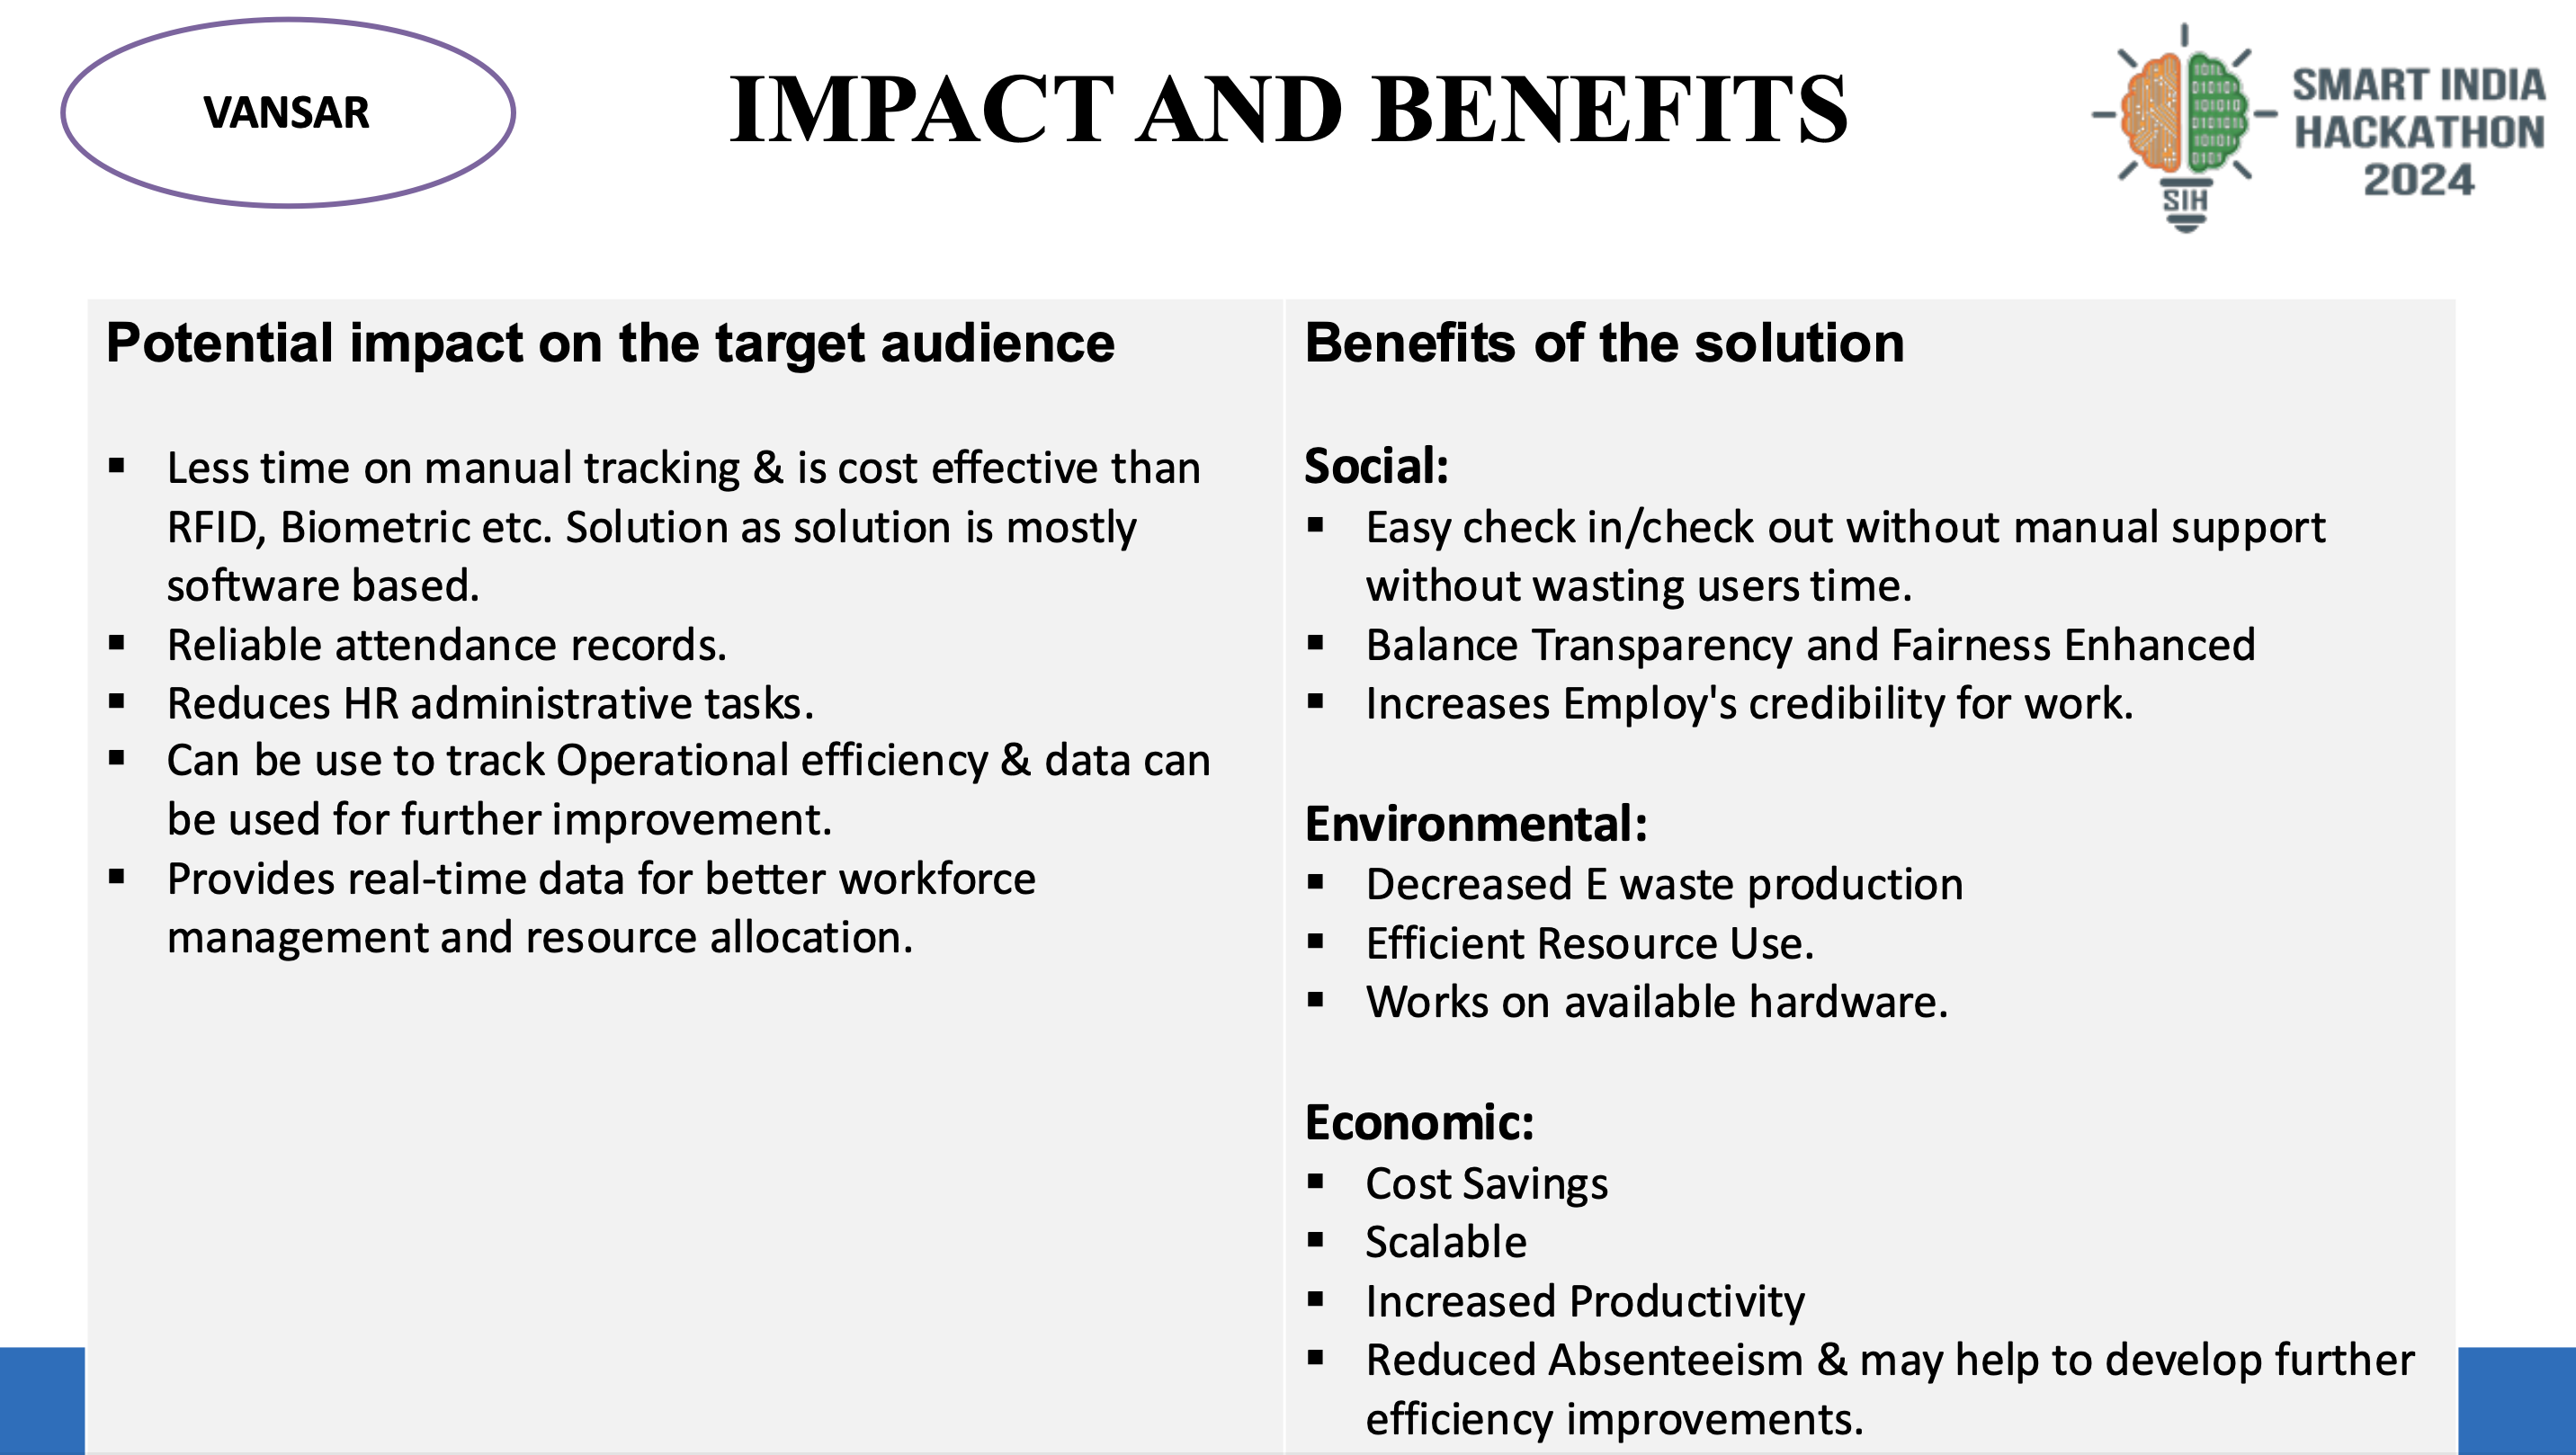 VANSAR
IMPACT AND BENEFITS
SMART INDIA
HACKATHON
2024
SIH
Potential impact on the target audience
▪ Less time on manual tracking & is cost effective than
RFID, Biometric etc. Solution as solution is mostly
software based.
▪ Reliable attendance records.
▪ Reduces HR administrative tasks.
▪ Can be use to track Operational efficiency & data can
be used for further improvement.
▪ Provides real-time data for better workforce
management and resource allocation.
Benefits of the solution
Social:
▪ Easy check in/check out without manual support
without wasting users time.
▪ Balance Transparency and Fairness Enhanced
▪ Increases Employ's credibility for work.
Environmental:
▪ Decreased E waste production
▪ Efficient Resource Use.
▪ Works on available hardware.
Economic:
▪ Cost Savings
▪ Scalable
▪ Increased Productivity
▪ Reduced Absenteeism & may help to develop further
efficiency improvements.